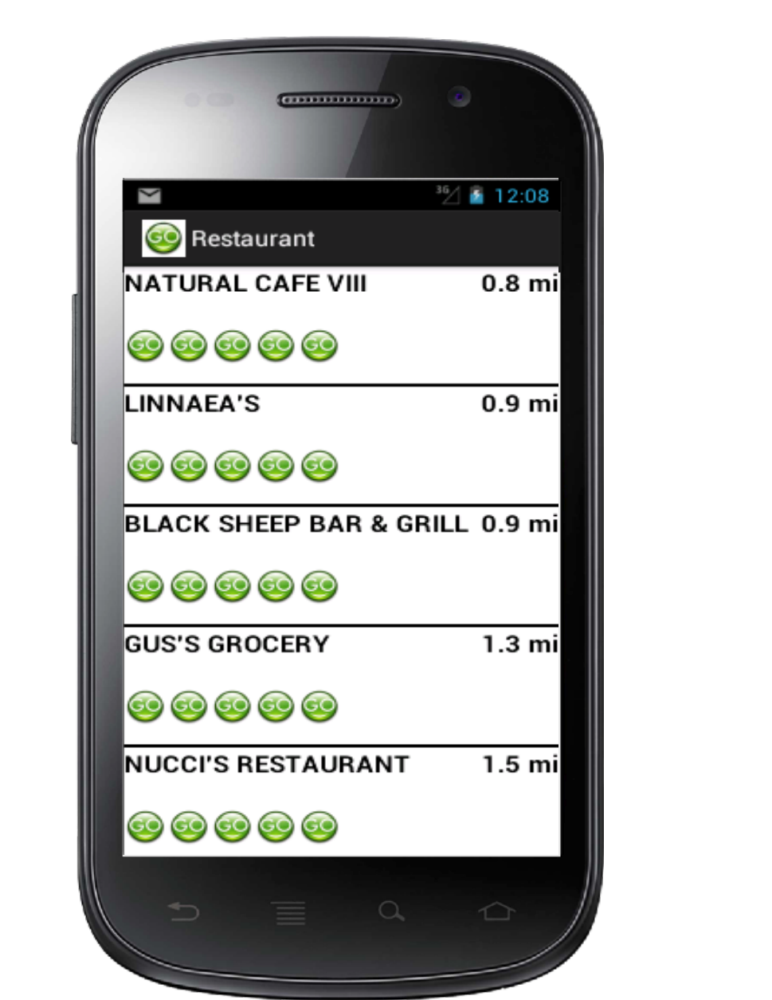 3G 12:08
GO Restaurant
NATURAL CAFE VIII 0.8 mi
GO GO GO GO GO
LINNAEA'S 0.9 mi
GO GO GO GO GO
BLACK SHEEP BAR & GRILL 0.9 mi
GO GO GO GO GO
GUS'S GROCERY 1.3 mi
GO GO GO GO GO
NUCCI'S RESTAURANT 1.5 mi
GO GO GO GO GO